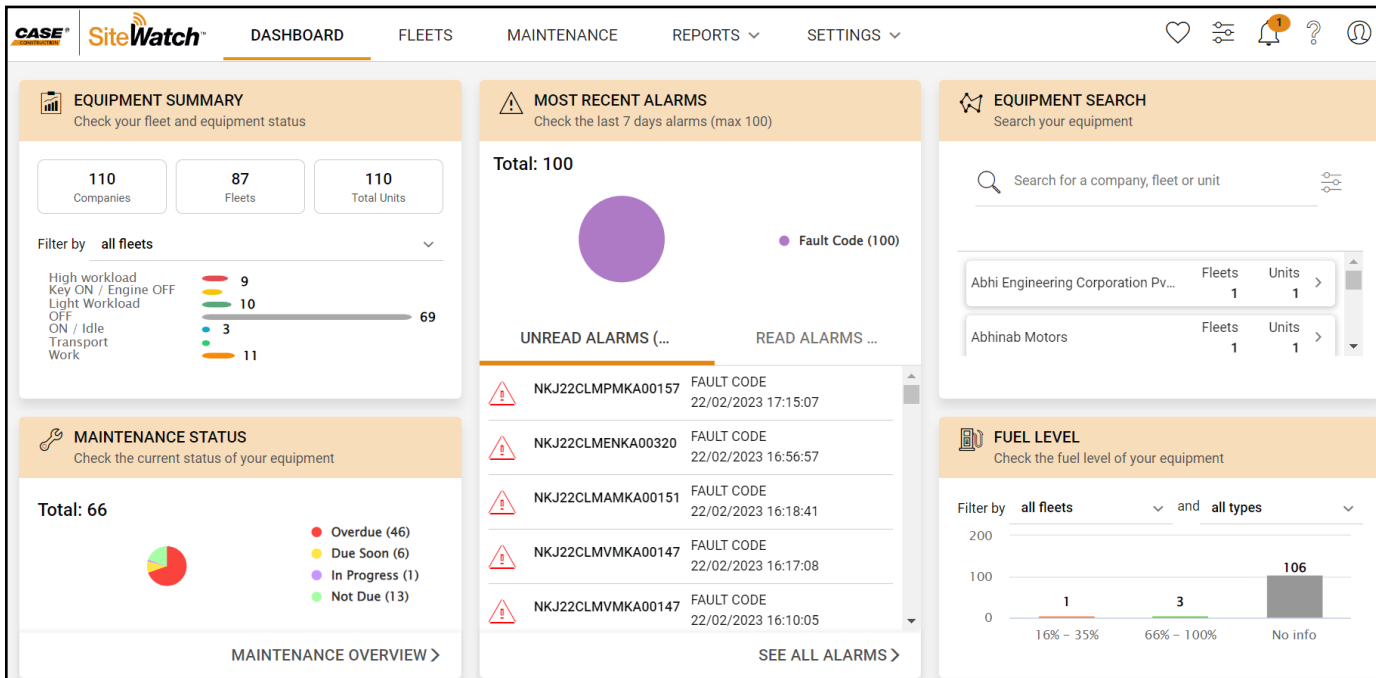 CASE®
CONSTRUCTION
SiteWatch™
DASHBOARD
FLEETS
MAINTENANCE
REPORTS
SETTINGS
1
EQUIPMENT SUMMARY
Check your fleet and equipment status
110
Companies
87
Fleets
110
Total Units
Filter by all fleets
High workload 9
Key ON / Engine OFF
Light Workload 10
OFF 69
ON / Idle 3
Transport
Work 11
MOST RECENT ALARMS
Check the last 7 days alarms (max 100)
Total: 100
Fault Code (100)
UNREAD ALARMS (...
READ ALARMS ...
NKJ22CLMPMKA00157 FAULT CODE
22/02/2023 17:15:07
NKJ22CLMENKA00320 FAULT CODE
22/02/2023 16:56:57
NKJ22CLMAMKA00151 FAULT CODE
22/02/2023 16:18:41
NKJ22CLMVMKA00147 FAULT CODE
22/02/2023 16:17:08
NKJ22CLMVMKA00147 FAULT CODE
22/02/2023 16:10:05
SEE ALL ALARMS
EQUIPMENT SEARCH
Search your equipment
Search for a company, fleet or unit
Abhi Engineering Corporation Pv... Fleets Units
1 1
Abhinab Motors Fleets Units
1 1
MAINTENANCE STATUS
Check the current status of your equipment
Total: 66
Overdue (46)
Due Soon (6)
In Progress (1)
Not Due (13)
MAINTENANCE OVERVIEW
FUEL LEVEL
Check the fuel level of your equipment
Filter by all fleets and all types
200
100
0
1
3
106
16% - 35%
66% - 100%
No info